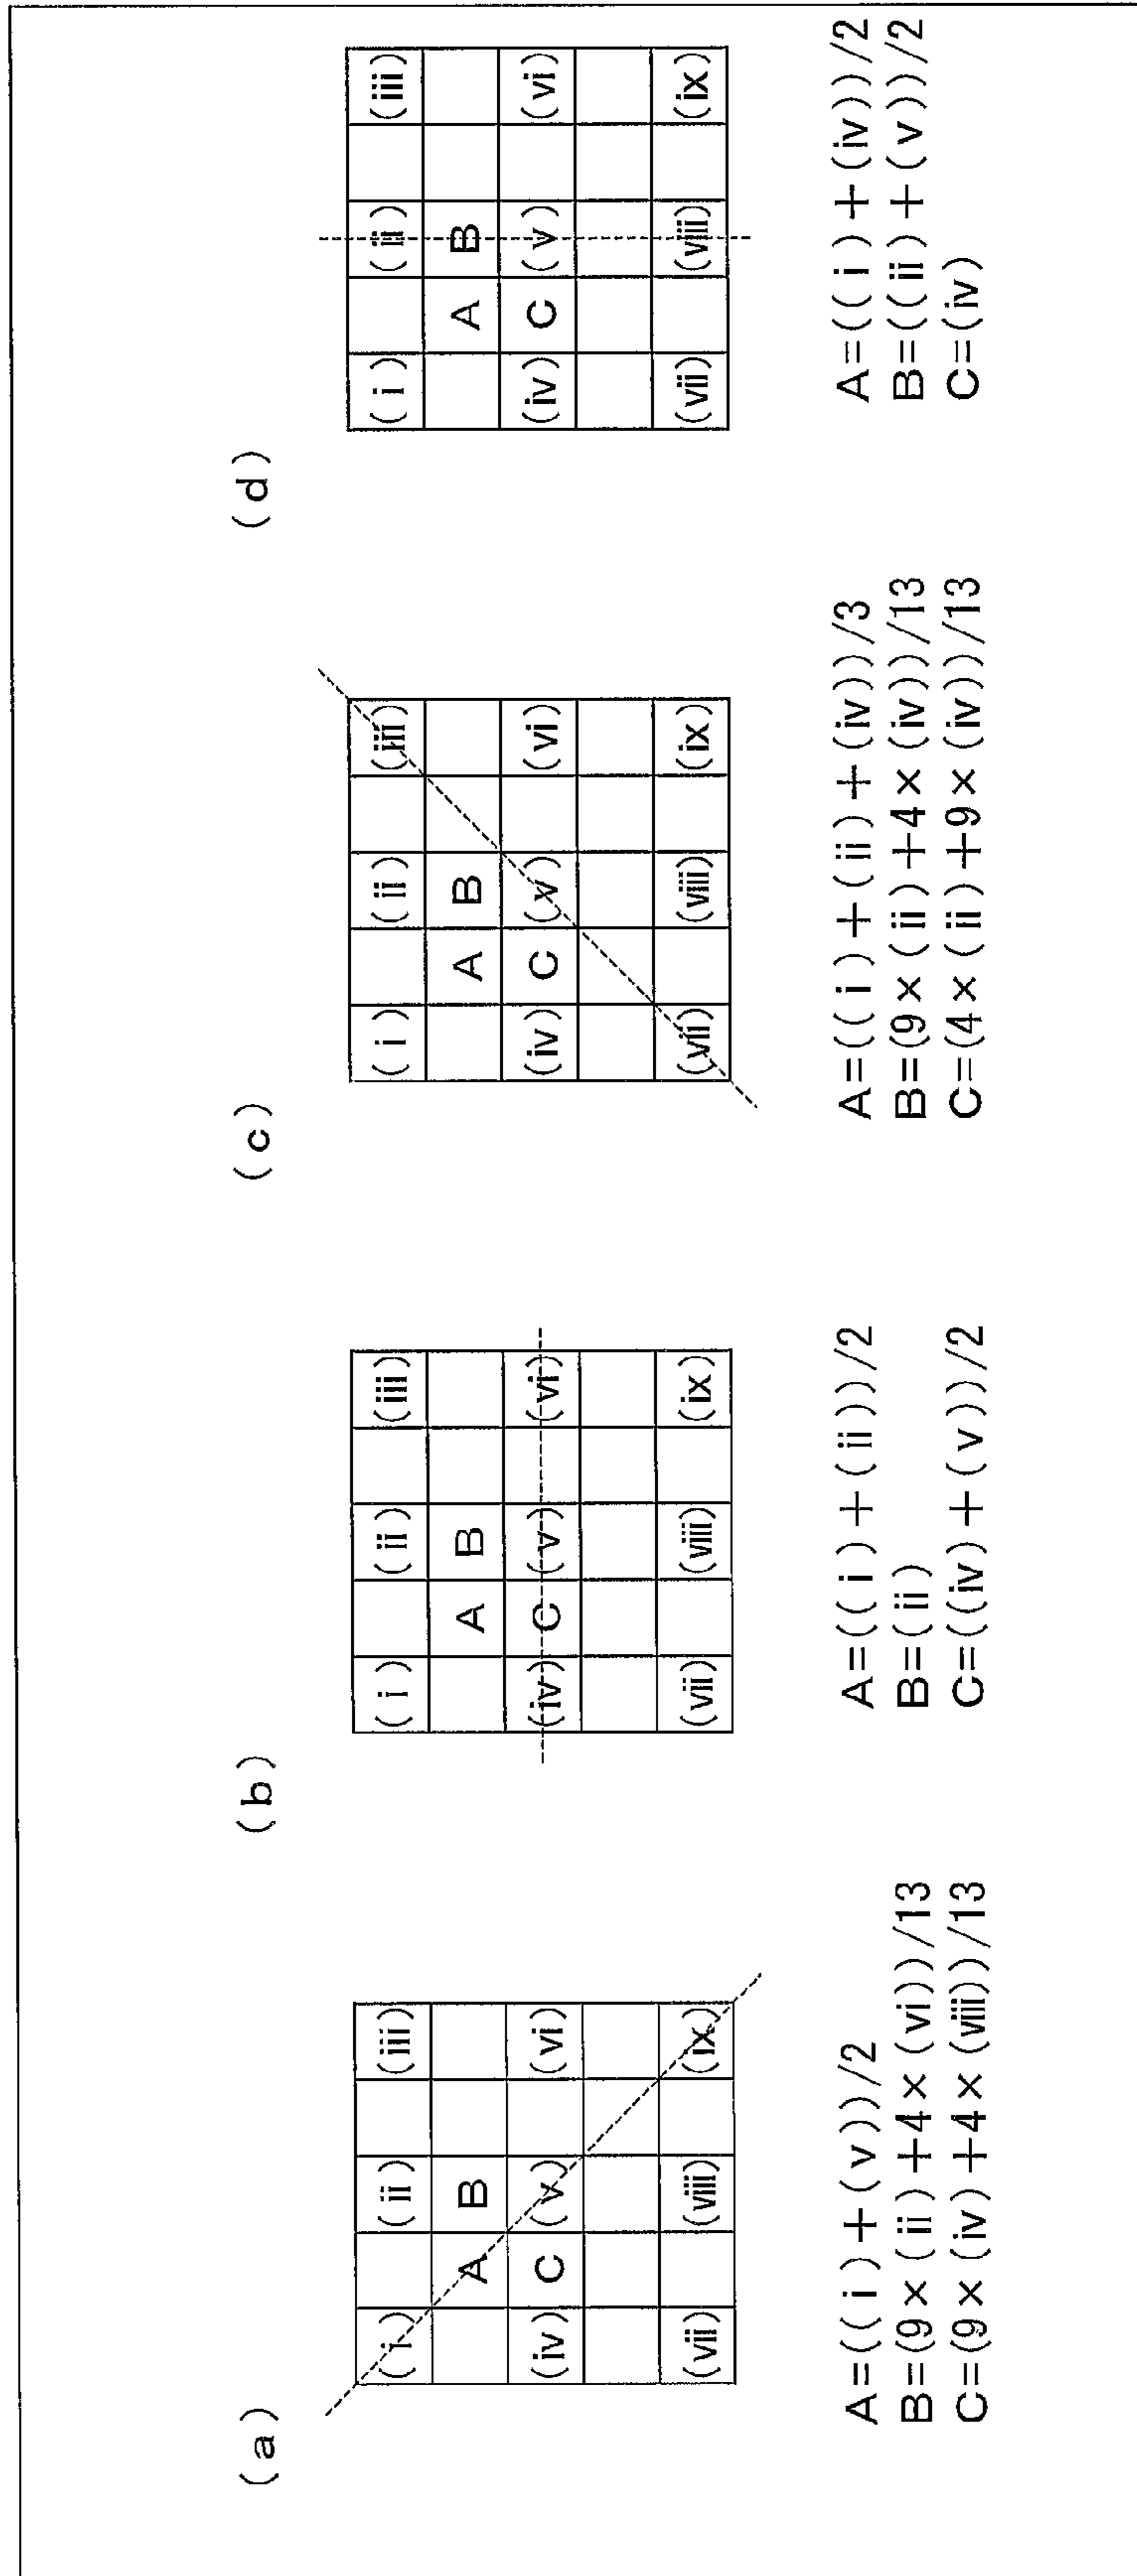 (a)
(i) (ii) (iii)
A B
(iv) C (v) (vi)
(vii) (viii) (ix)
A=((i)+(v))/2
B=(9×(ii)+4×(vi))/13
C=(9×(iv)+4×(viii))/13
(b)
(i) (ii) (iii)
A B
(iv) C (v) (vi)
(vii) (viii) (ix)
A=((i)+(ii))/2
B=(ii)
C=((iv)+(v))/2
(c)
(i) (ii) (iii)
A B
(iv) C (v) (vi)
(vii) (viii) (ix)
A=((i)+(ii)+(iv))/3
B=(9×(ii)+4×(iv))/13
C=(4×(ii)+9×(iv))/13
(d)
(i) (ii) (iii)
A B
(iv) C (v) (vi)
(vii) (viii) (ix)
A=((i)+(iv))/2
B=((ii)+(v))/2
C=(iv)